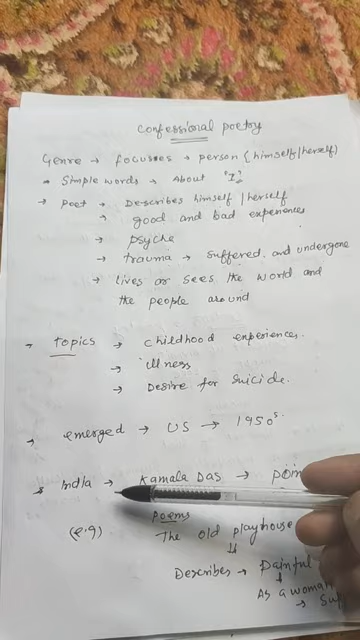 Confessional poetry
Genre → focusses → person (himself/herself)
→ Simple words → About "I"
→ Poet → Describes himself/herself
→ good and bad experiences
→ psyche
→ trauma → suffered and undergone
→ lives or sees the world and
the people around
→ topics → childhood experiences.
→ illness
→ Desire for suicide.
→ emerged → US → 1950s.
→ India → Kamala Das →
Poems
(e.g) The old playhouse
Describes → painful
As a woman
→